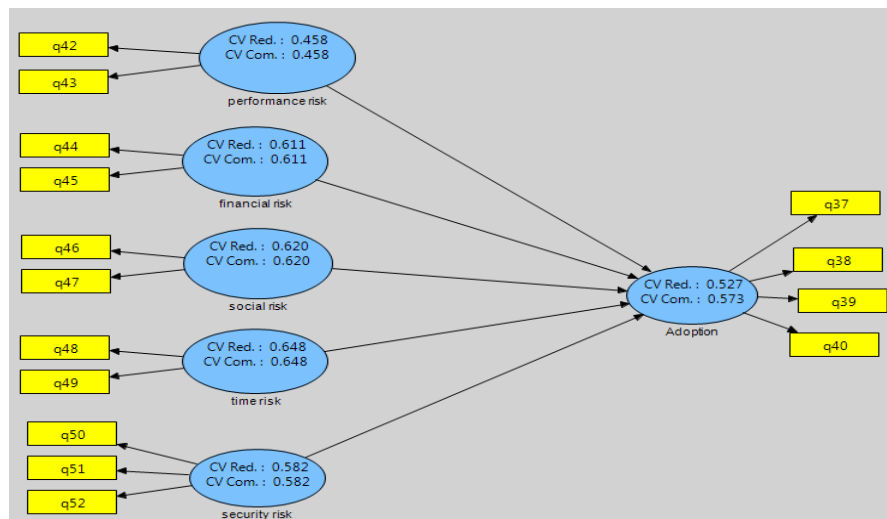 q42
q43
CV Red. : 0.458
CV Com. : 0.458
performance risk
q44
q45
CV Red. : 0.611
CV Com. : 0.611
financial risk
q46
q47
CV Red. : 0.620
CV Com. : 0.620
social risk
q48
q49
CV Red. : 0.648
CV Com. : 0.648
time risk
q50
q51
q52
CV Red. : 0.582
CV Com. : 0.582
security risk
CV Red. : 0.527
CV Com. : 0.573
Adoption
q37
q38
q39
q40